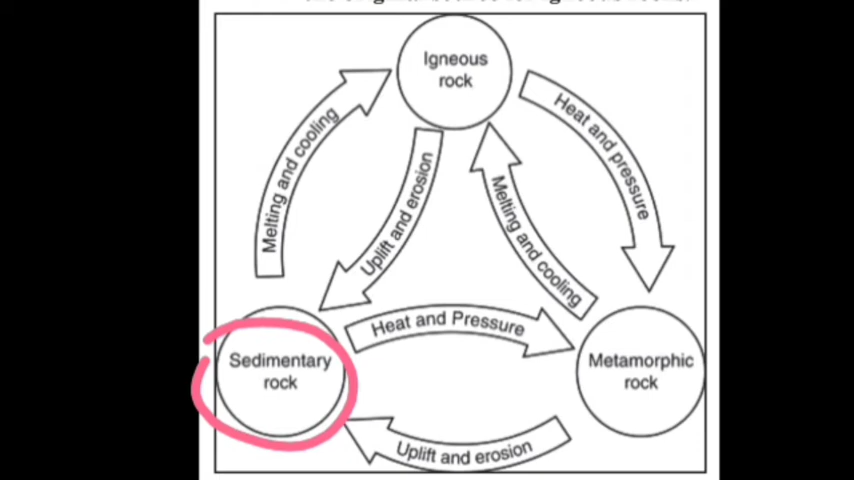 Igneous
rock
Heat and pressure
Melting and cooling
Uplift and erosion
Melting and cooling
Heat and Pressure
Sedimentary
rock
Metamorphic
rock
Uplift and erosion